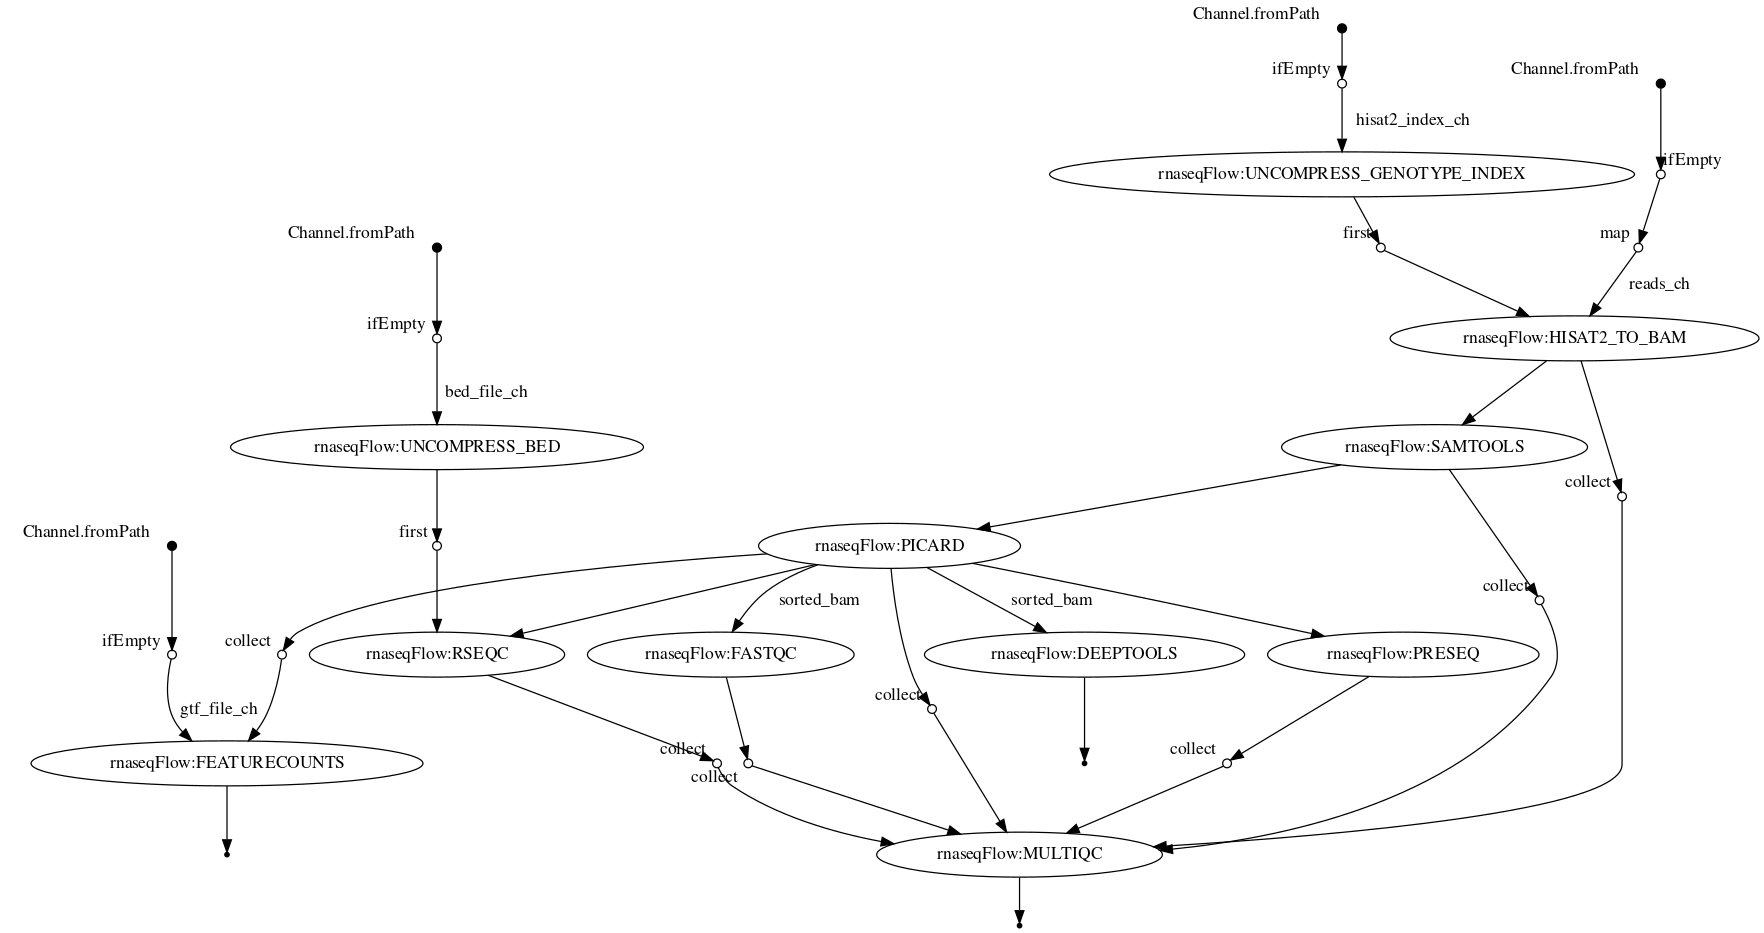 Channel.fromPath
ifEmpty
Channel.fromPath
hisat2_index_ch
ifEmpty
rnaseqFlow:UNCOMPRESS_GENOTYPE_INDEX
Channel.fromPath
first
map
reads_ch
ifEmpty
rnaseqFlow:HISAT2_TO_BAM
bed_file_ch
rnaseqFlow:UNCOMPRESS_BED
rnaseqFlow:SAMTOOLS
collect
Channel.fromPath
first
rnaseqFlow:PICARD
collect
sorted_bam
sorted_bam
ifEmpty
collect
rnaseqFlow:RSEQC
rnaseqFlow:FASTQC
rnaseqFlow:DEEPTOOLS
rnaseqFlow:PRESEQ
collect
gtf_file_ch
collect
collect
rnaseqFlow:FEATURECOUNTS
collect
rnaseqFlow:MULTIQC